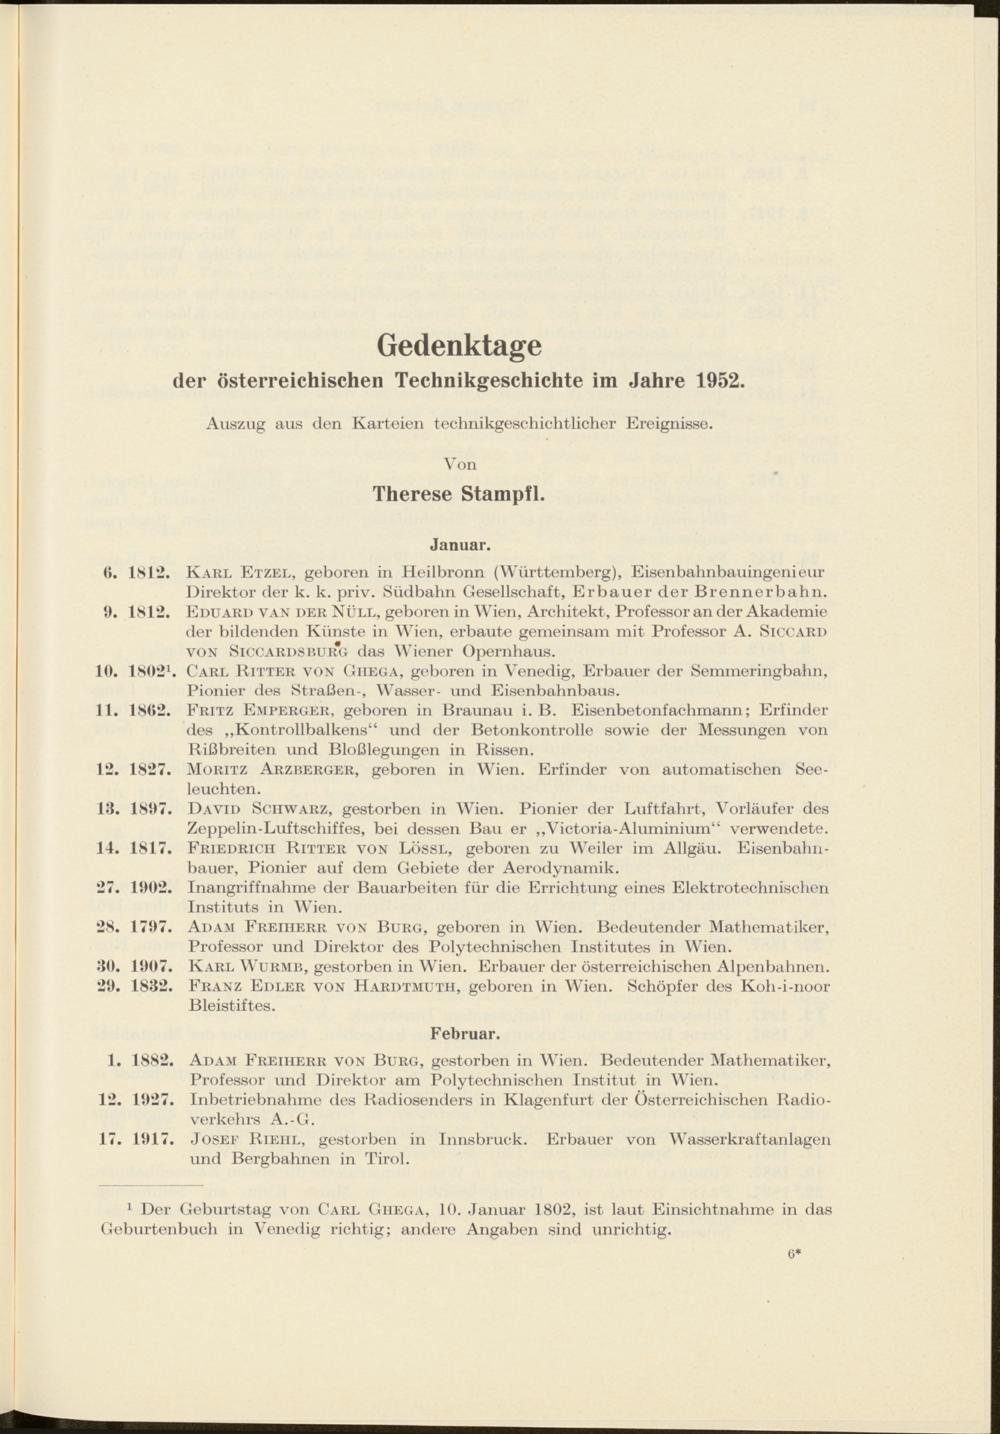 Gedenktage
der österreichischen Technikgeschichte im Jahre 1952.
Auszug aus den Karteien technikgeschichtlicher Ereignisse.
Von
Therese Stampfl.
Januar.
6. 1812. KARL ETZEL, geboren in Heilbronn (Württemberg), Eisenbahnbauingenieur
Direktor der k. k. priv. Südbahn Gesellschaft, Erbauer der Brennerbahn.
9. 1812. EDUARD VAN DER NÜLL, geboren in Wien, Architekt, Professor an der Akademie
der bildenden Künste in Wien, erbaute gemeinsam mit Professor A. SICCARD
VON SICCARDSBURG das Wiener Opernhaus.
10. 1802¹. CARL RITTER VON GHEGA, geboren in Venedig, Erbauer der Semmeringbahn,
Pionier des Straßen-, Wasser- und Eisenbahnbaus.
11. 1862. FRITZ EMPERGER, geboren in Braunau i. B. Eisenbetonfachmann; Erfinder
des „Kontrollbalkens“ und der Betonkontrolle sowie der Messungen von
Rißbreiten und Bloßlegungen in Rissen.
12. 1827. MORITZ ARZBERGER, geboren in Wien. Erfinder von automatischen See-
leuchten.
13. 1897. DAVID SCHWARZ, gestorben in Wien. Pionier der Luftfahrt, Vorläufer des
Zeppelin-Luftschiffes, bei dessen Bau er „Victoria-Aluminium“ verwendete.
14. 1817. FRIEDRICH RITTER VON LÖSSL, geboren zu Weiler im Allgäu. Eisenbahn-
bauer, Pionier auf dem Gebiete der Aerodynamik.
27. 1902. Inangriffnahme der Bauarbeiten für die Errichtung eines Elektrotechnischen
Instituts in Wien.
28. 1797. ADAM FREIHERR VON BURG, geboren in Wien. Bedeutender Mathematiker,
Professor und Direktor des Polytechnischen Institutes in Wien.
30. 1907. KARL WURMB, gestorben in Wien. Erbauer der österreichischen Alpenbahnen.
29. 1832. FRANZ EDLER VON HARDTMUTH, geboren in Wien. Schöpfer des Koh-i-noor
Bleistiftes.
Februar.
1. 1882. ADAM FREIHERR VON BURG, gestorben in Wien. Bedeutender Mathematiker,
Professor und Direktor am Polytechnischen Institut in Wien.
12. 1927. Inbetriebnahme des Radiosenders in Klagenfurt der Österreichischen Radio-
verkehrs A.-G.
17. 1917. JOSEF RIEHL, gestorben in Innsbruck. Erbauer von Wasserkraftanlagen
und Bergbahnen in Tirol.
¹ Der Geburtstag von CARL GHEGA, 10. Januar 1802, ist laut Einsichtnahme in das
Geburtenbuch in Venedig richtig; andere Angaben sind unrichtig.
6*